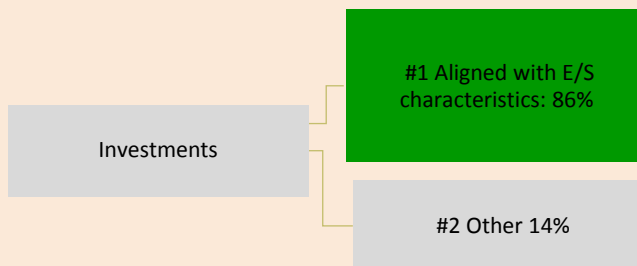 #1 Aligned with E/S
characteristics: 86%
Investments
#2 Other 14%